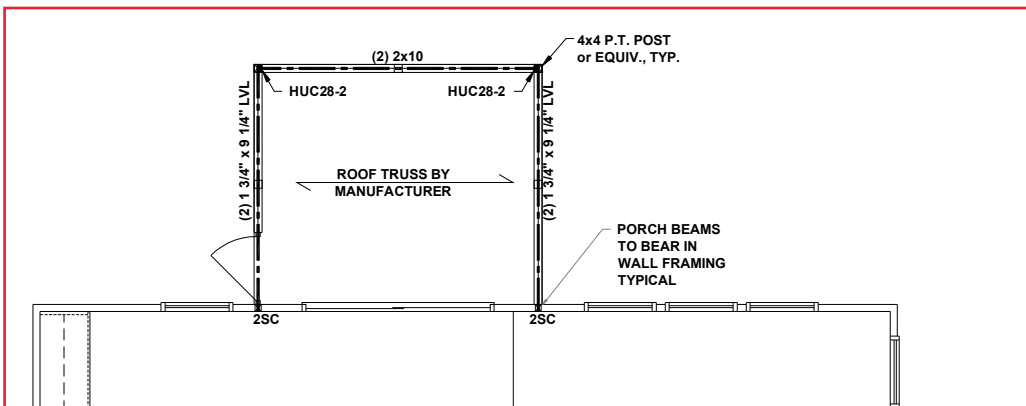 (2) 2x10
4x4 P.T. POST
or EQUIV., TYP.
HUC28-2
HUC28-2
(2) 1 3/4" x 9 1/4" LVL
(2) 1 3/4" x 9 1/4" LVL
ROOF TRUSS BY
MANUFACTURER
PORCH BEAMS
TO BEAR IN
WALL FRAMING
TYPICAL
2SC
2SC